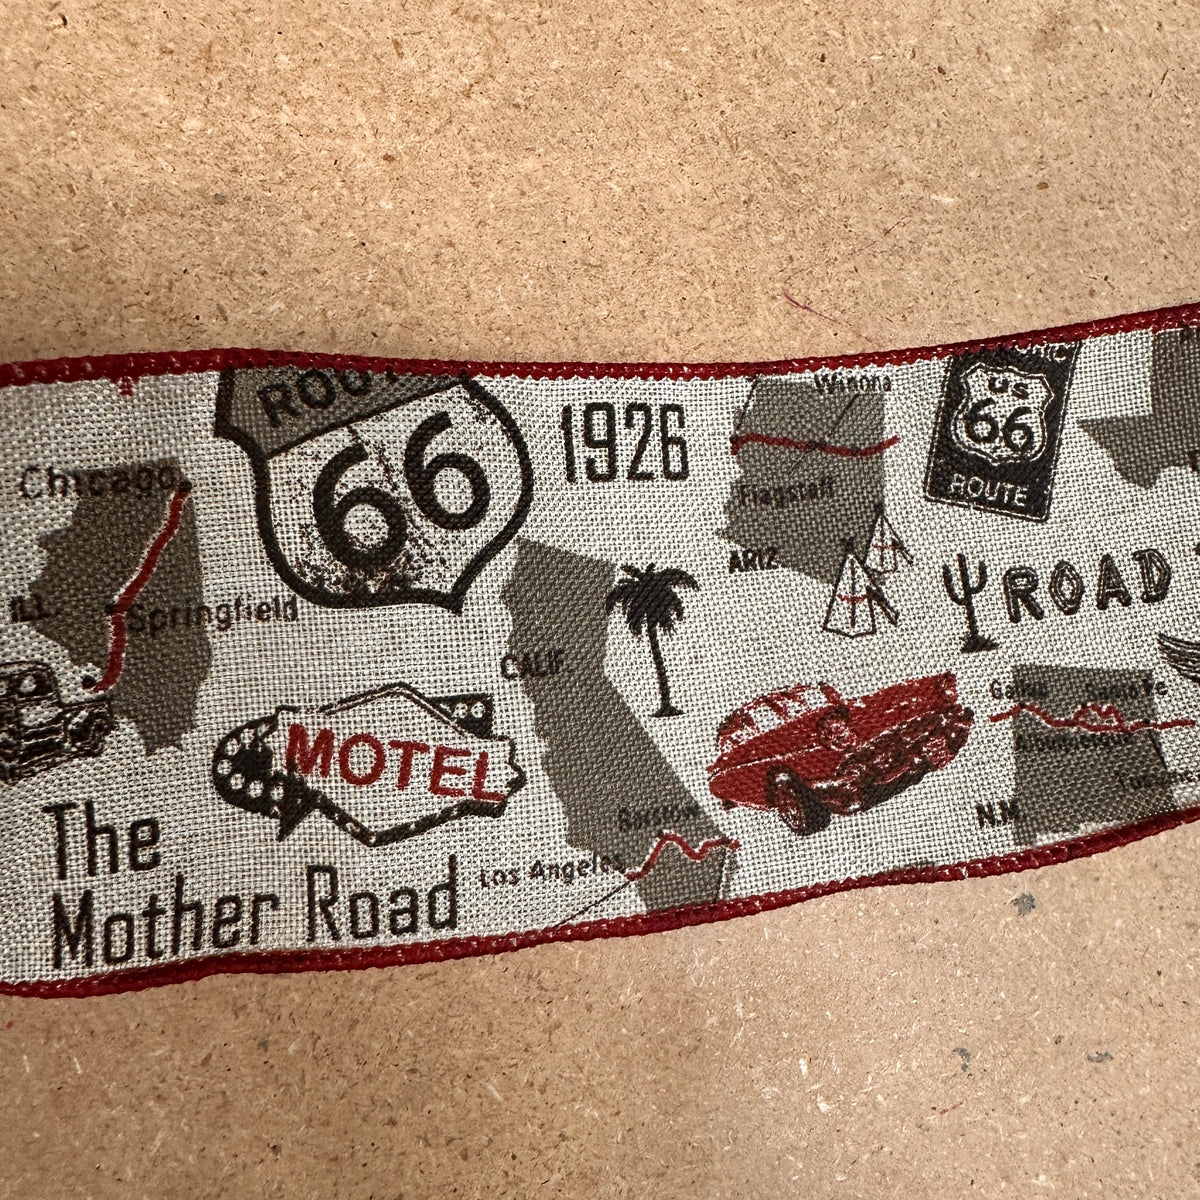 Chicago
ILL
Springfield
ROUT
66
1926
Winona
Flagstaff
ARIZ
US
66
ROUTE
ROAD
CALIF
Barstow
Los Angeles
MOTEL
The
Mother Road
Gallup
Santa Fe
Albuquerque
N.M